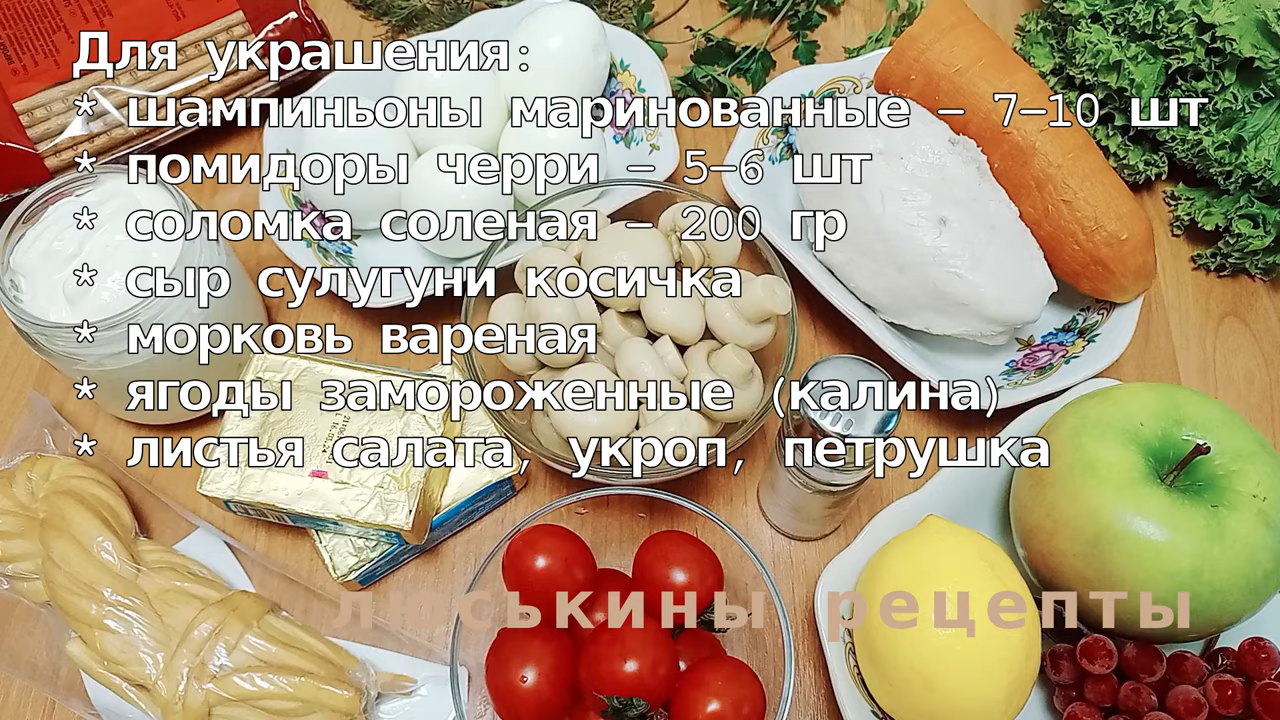 Для украшения:
* шампиньоны маринованные – 7–10 шт
* помидоры черри – 5–6 шт
* соломка соленая – 200 гр
* сыр сулугуни косичка
* морковь вареная
* ягоды замороженные (калина)
* листья салата, укроп, петрушка
люськины рецепты